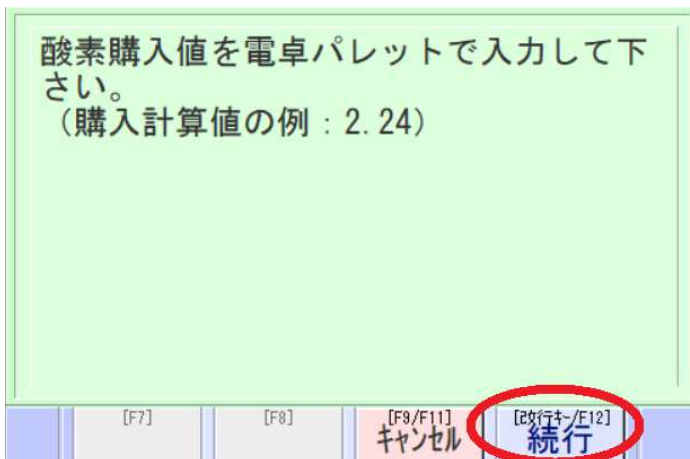 酸素購入値を電卓パレットで入力して下
さい。
（購入計算値の例：2.24）
[F7]
[F8]
[F9/F11]
キャンセル
[改行キー/F12]
続行